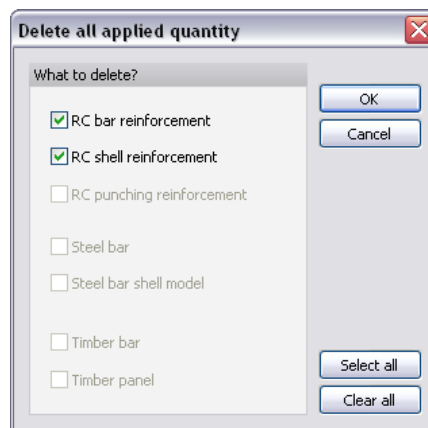 Delete all applied quantity
What to delete?
RC bar reinforcement
RC shell reinforcement
RC punching reinforcement
Steel bar
Steel bar shell model
Timber bar
Timber panel
OK
Cancel
Select all
Clear all